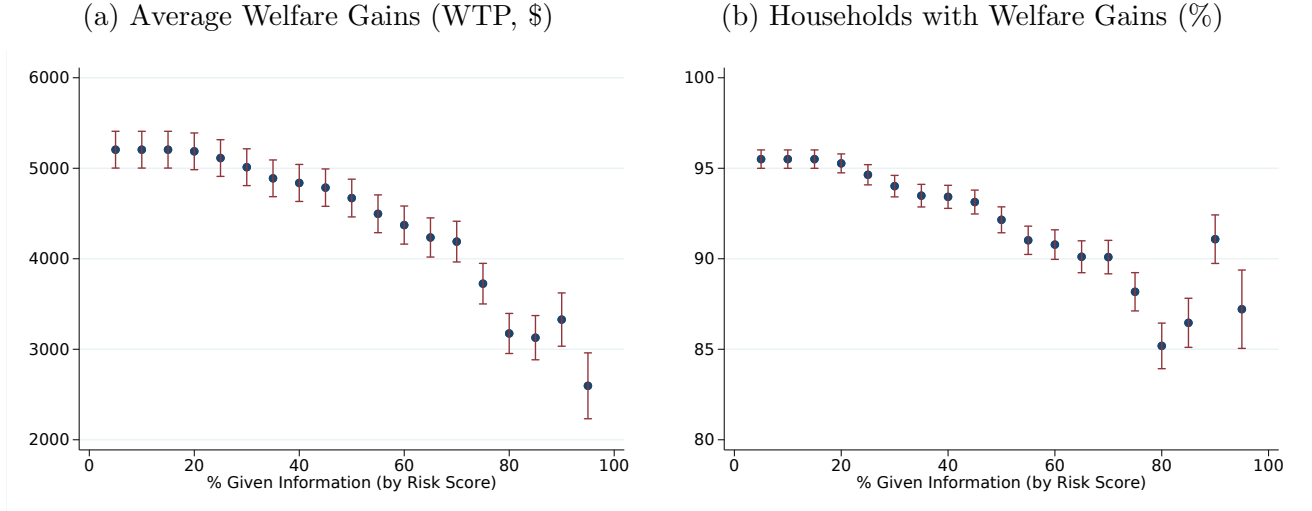 (a) Average Welfare Gains (WTP, $)
6000
5000
4000
3000
2000
0 20 40 60 80 100
% Given Information (by Risk Score)
(b) Households with Welfare Gains (%)
100
95
90
85
80
0 20 40 60 80 100
% Given Information (by Risk Score)